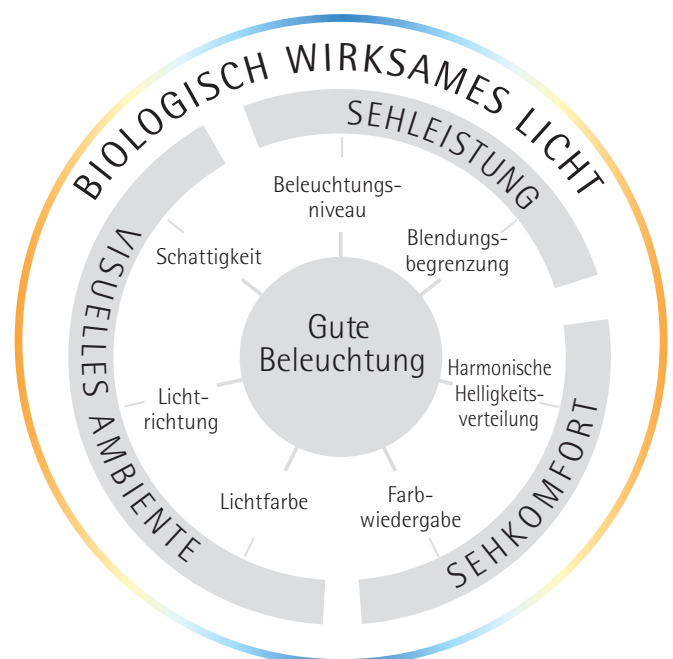 BIOLOGISCH WIRKSAMES LICHT
SEHLEISTUNG
Beleuchtungs-
niveau
Blendungs-
begrenzung
Schattigkeit
Gute
Beleuchtung
Harmonische
Helligkeits-
verteilung
Licht-
richtung
Lichtfarbe
Farb-
wiedergabe
VISUELLES AMBIENTE
SEHKOMFORT